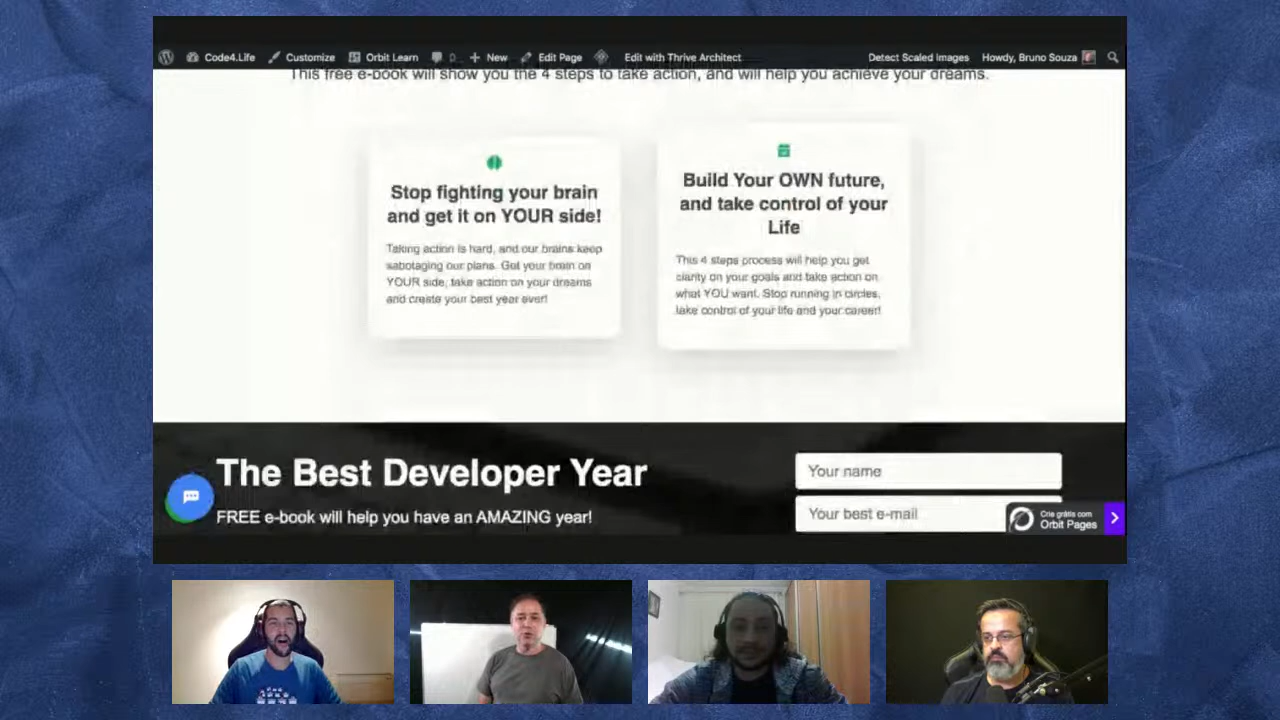 Code4.Life Customize Orbit Learn New Edit Page Edit with Thrive Architect Detect Scaled Images Howdy, Bruno Souza
This free e-book will show you the 4 steps to take action, and will help you achieve your dreams.
Stop fighting your brain
and get it on YOUR side!
Taking action is hard, and our brains keep
sabotaging our plans. Get your brain on
YOUR side, take action on your dreams
and create your best year ever!
Build Your OWN future,
and take control of your
Life
This 4 steps process will help you get
clarity on your goals and take action on
what YOU want. Stop running in circles,
take control of your life and your career!
The Best Developer Year
FREE e-book will help you have an AMAZING year!
Your name
Your best e-mail
Crie grátis com
Orbit Pages